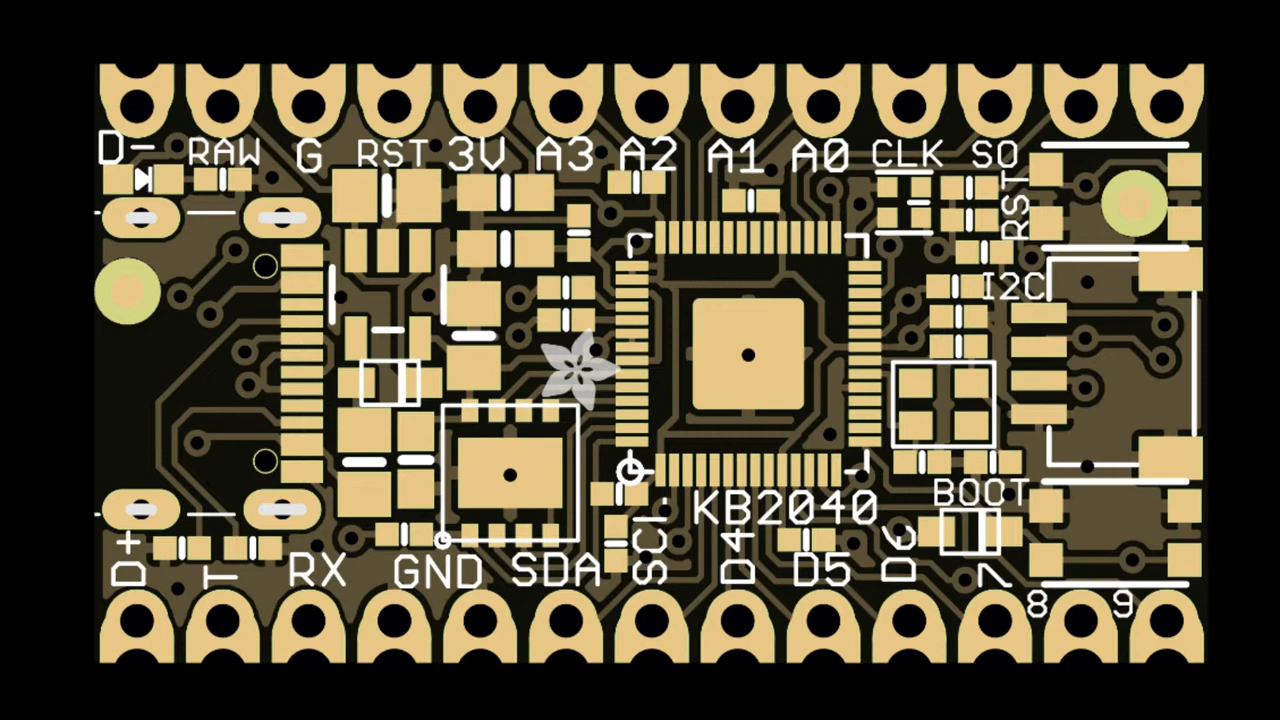 D- RAW G RST 3V A3 A2 A1 A0 CLK SO
RST
I2C
BOOT
KB2040
D+ T RX GND SDA SCL D4 D5 D6 7 8 9